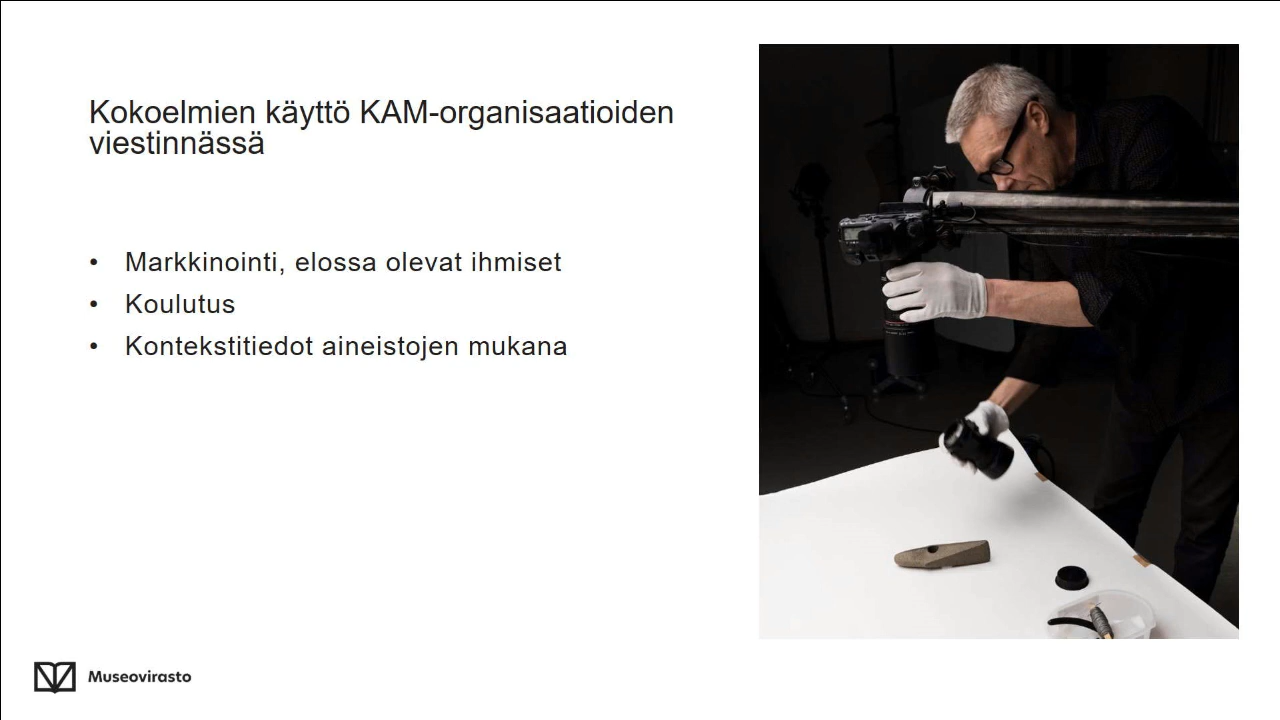 Kokoelmien käyttö KAM-organisaatioiden
viestinnässä
• Markkinointi, elossa olevat ihmiset
• Koulutus
• Kontekstitiedot aineistojen mukana
Museovirasto